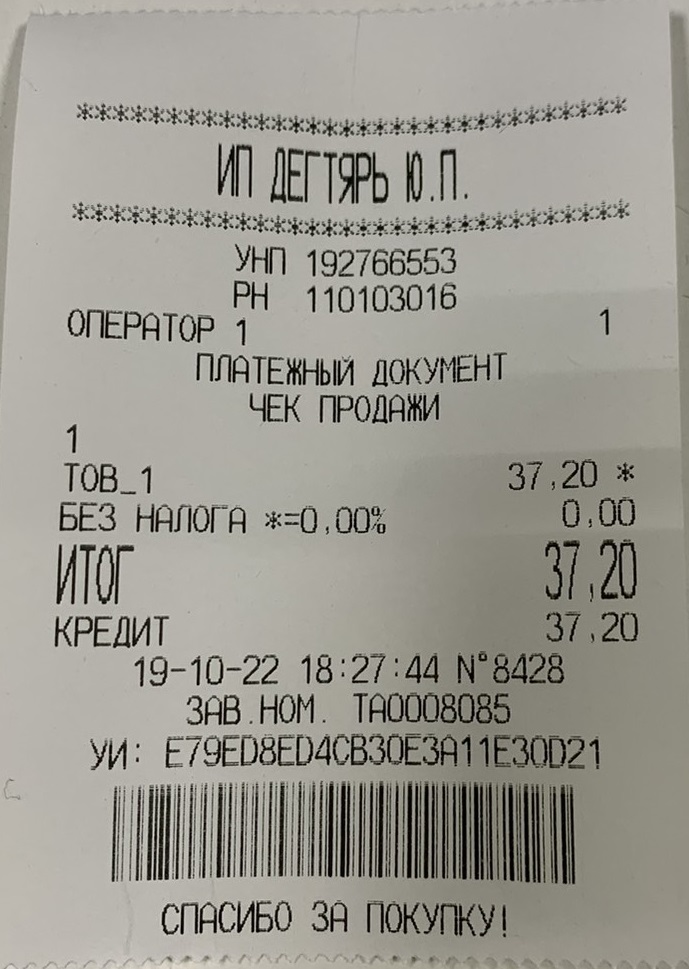 ******************************
ИП ДЕГТЯРЬ Ю.П.
******************************
УНП 192766553
РН 110103016
ОПЕРАТОР 1 1
ПЛАТЕЖНЫЙ ДОКУМЕНТ
ЧЕК ПРОДАЖИ
1
ТОВ_1 37,20 *
БЕЗ НАЛОГА *=0,00% 0,00
ИТОГ 37,20
КРЕДИТ 37,20
19-10-22 18:27:44 N°8428
ЗАВ.НОМ. ТА0008085
УИ: E79ED8ED4CB30E3A11E30D21
СПАСИБО ЗА ПОКУПКУ!